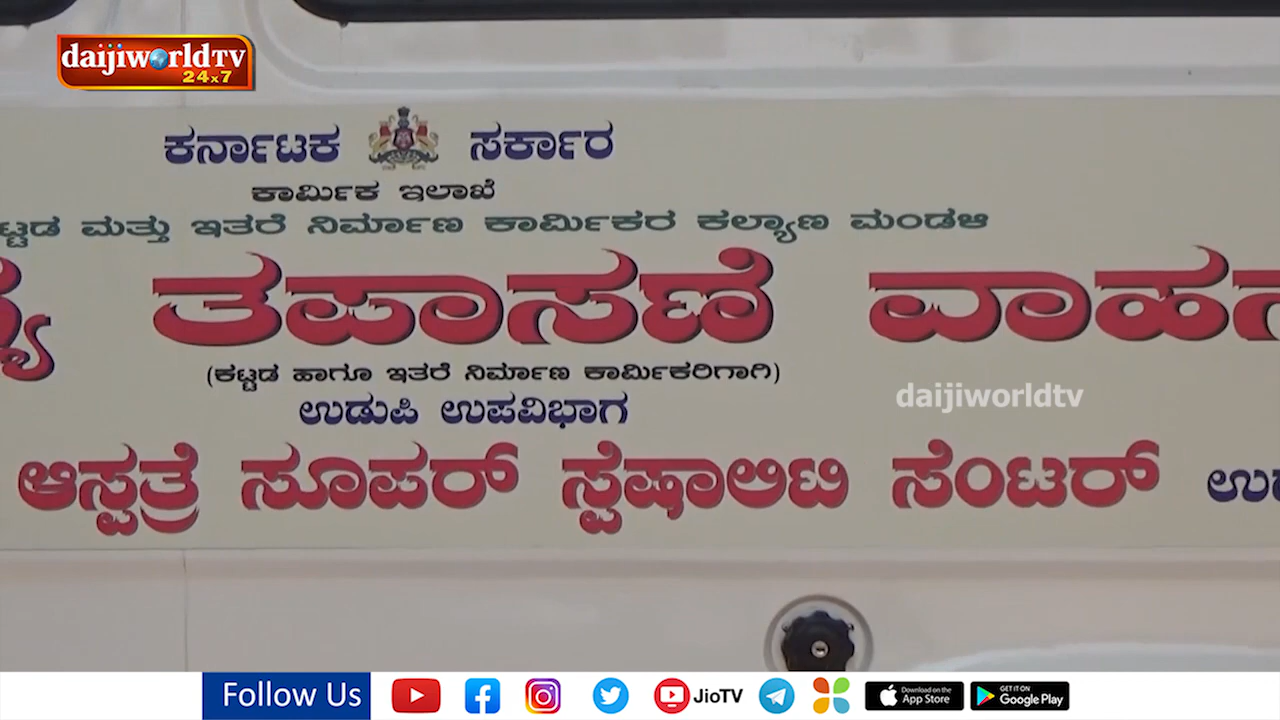 daijiworldTV
24x7
ಕರ್ನಾಟಕ ಸರ್ಕಾರ
ಕಾರ್ಮಿಕ ಇಲಾಖೆ
ಮತ್ತು ಇತರೆ ನಿರ್ಮಾಣ ಕಾರ್ಮಿಕರ ಕಲ್ಯಾಣ ಮಂಡಳಿ
ತಪಾಸಣೆ ವಾಹನ
(ಕಟ್ಟಡ ಹಾಗೂ ಇತರೆ ನಿರ್ಮಾಣ ಕಾರ್ಮಿಕರಿಗಾಗಿ)
daijiworldtv
ಉಡುಪಿ ಉಪವಿಭಾಗ
ಆಸ್ಪತ್ರೆ ಸೂಪರ್ ಸ್ಪೆಷಾಲಿಟಿ ಸೆಂಟರ್
Follow Us JioTV Download on the App Store GET IT ON Google Play